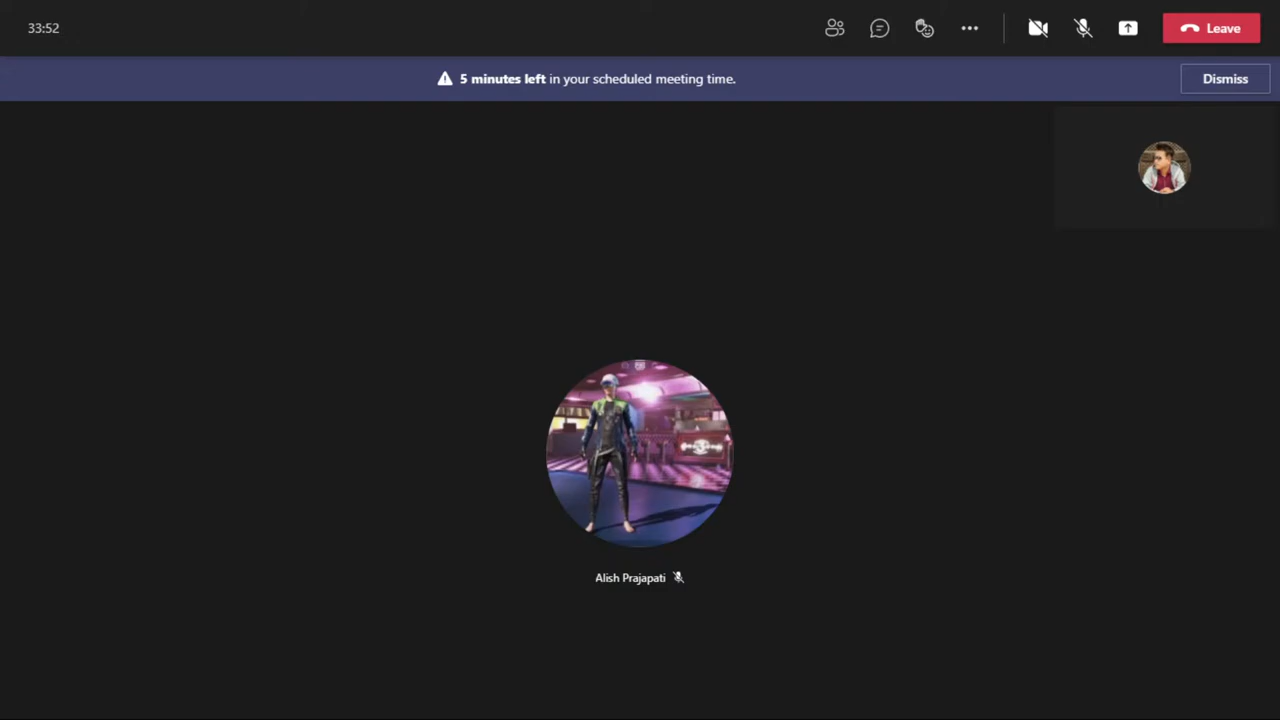 33:52
Leave
5 minutes left in your scheduled meeting time.
Dismiss
Alish Prajapati